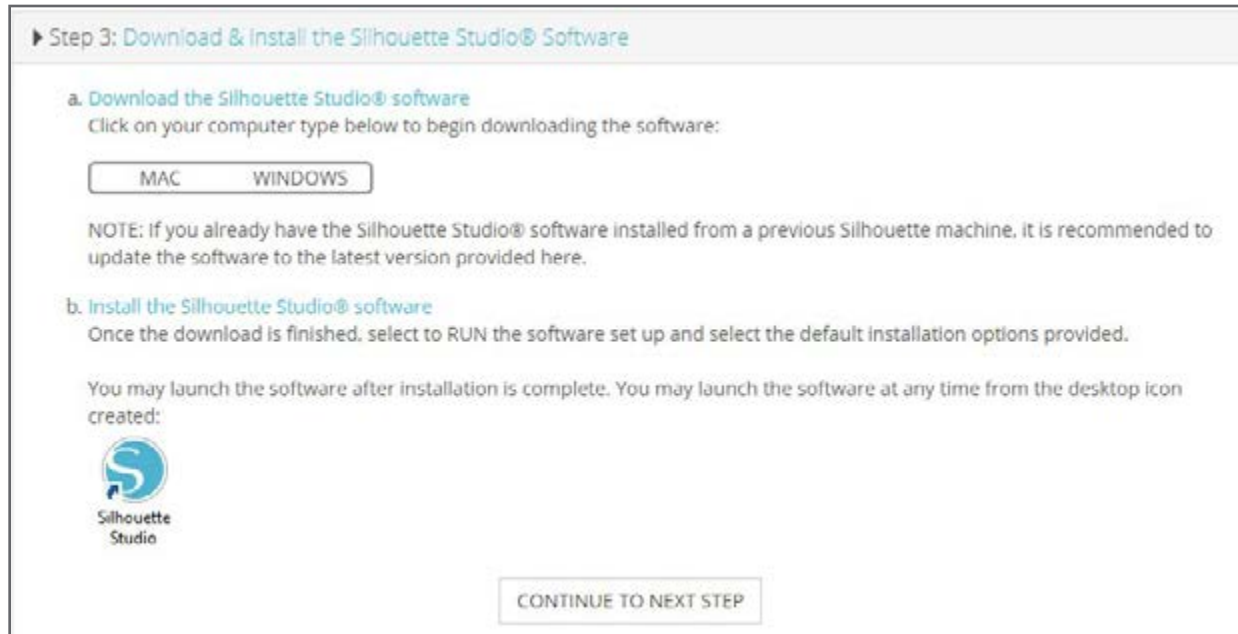 Step 3: Download & Install the Silhouette Studio® Software
a. Download the Silhouette Studio® software
Click on your computer type below to begin downloading the software:
MAC WINDOWS
NOTE: If you already have the Silhouette Studio® software installed from a previous Silhouette machine, it is recommended to
update the software to the latest version provided here.
b. Install the Silhouette Studio® software
Once the download is finished, select to RUN the software set up and select the default installation options provided.
You may launch the software after installation is complete. You may launch the software at any time from the desktop icon
created:
S
Silhouette
Studio
CONTINUE TO NEXT STEP